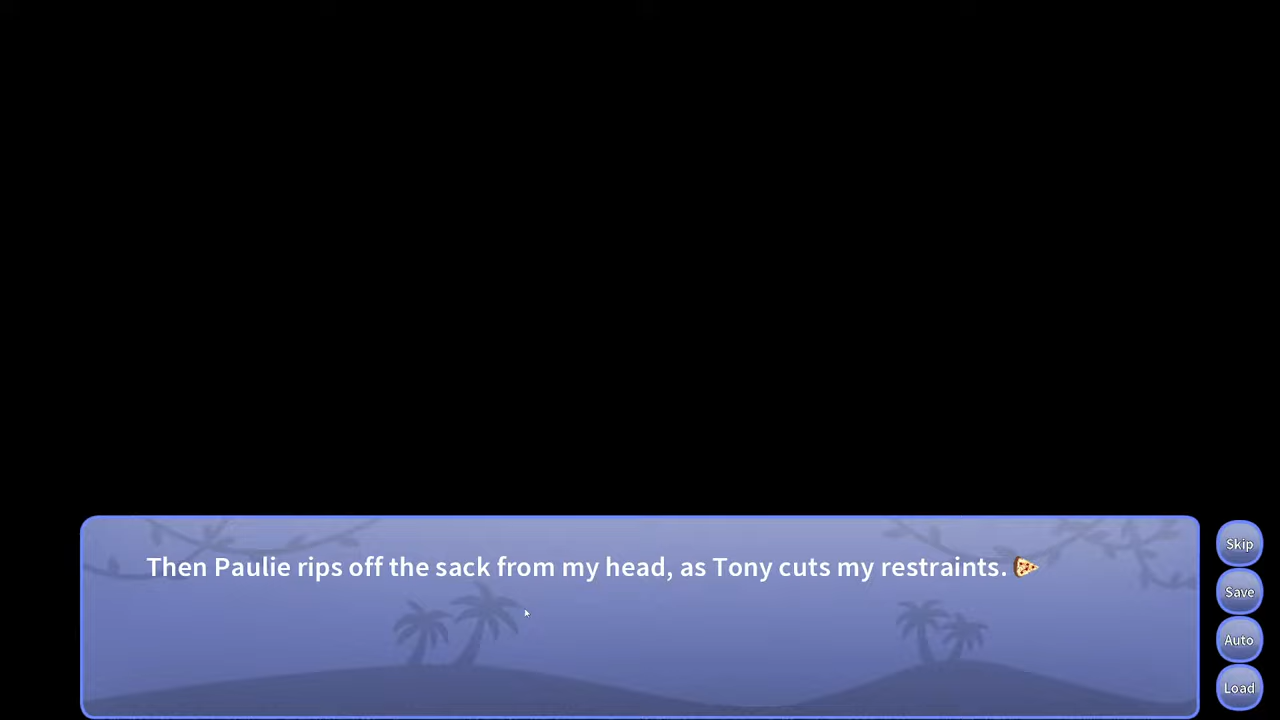 Then Paulie rips off the sack from my head, as Tony cuts my restraints.
Skip
Save
Auto
Load